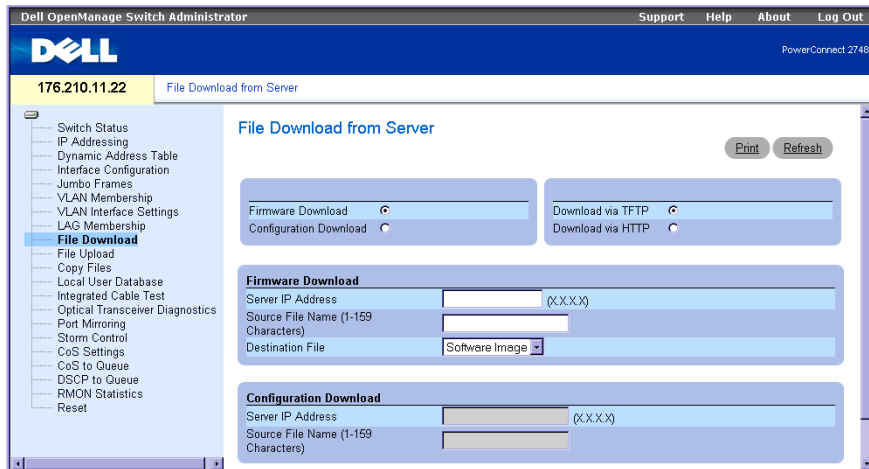 Dell OpenManage Switch Administrator
Support Help About Log Out
DELL
PowerConnect 2748
176.210.11.22
File Download from Server
Switch Status
IP Addressing
Dynamic Address Table
Interface Configuration
Jumbo Frames
VLAN Membership
VLAN Interface Settings
LAG Membership
File Download
File Upload
Copy Files
Local User Database
Integrated Cable Test
Optical Transceiver Diagnostics
Port Mirroring
Storm Control
CoS Settings
CoS to Queue
DSCP to Queue
RMON Statistics
Reset
File Download from Server
Print Refresh
Firmware Download
Configuration Download
Download via TFTP
Download via HTTP
Firmware Download
Server IP Address (X.X.X.X)
Source File Name (1-159
Characters)
Destination File Software Image
Configuration Download
Server IP Address (X.X.X.X)
Source File Name (1-159
Characters)